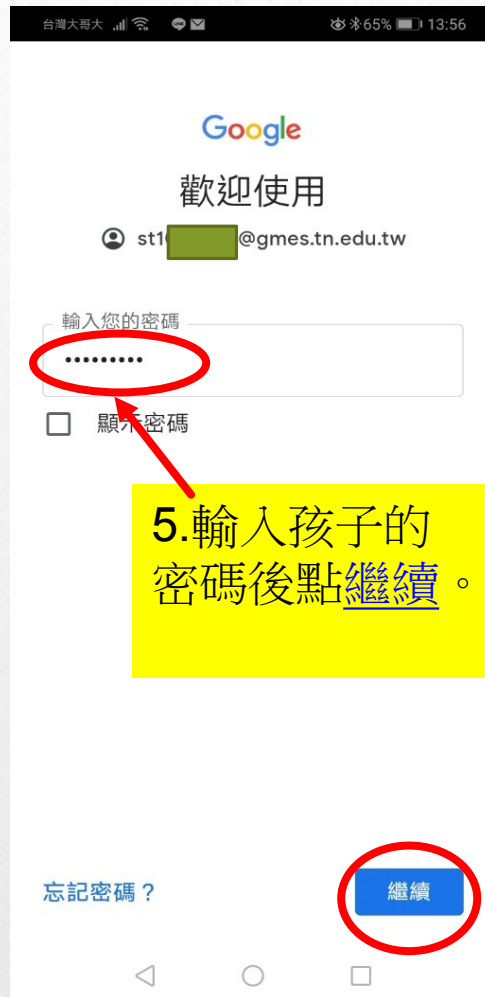 台灣大哥大 65% 13:56
Google
歡迎使用
st1 @gmes.tn.edu.tw
輸入您的密碼
•••••••••
顯示密碼
5.輸入孩子的
密碼後點繼續。
忘記密碼？
繼續